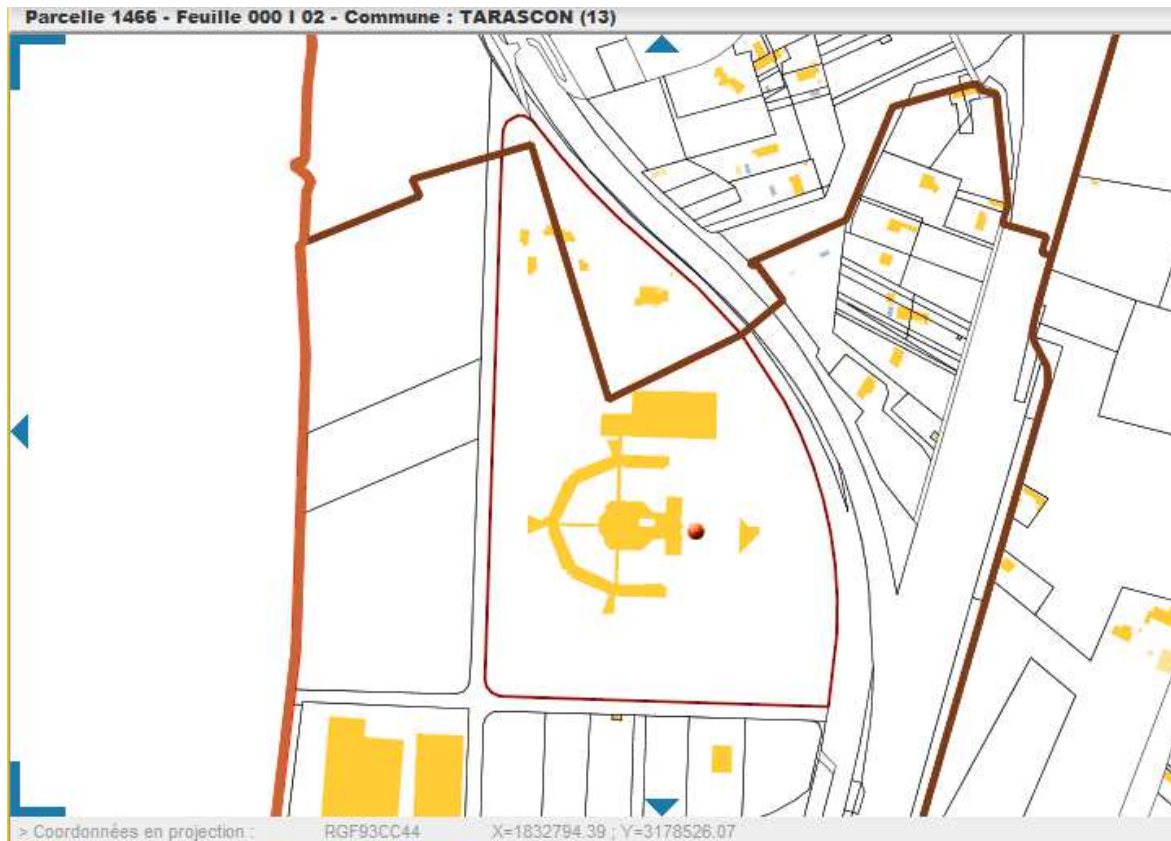 Parcelle 1466 - Feuille 000 I 02 - Commune : TARASCON (13)
> Coordonnées en projection : RGF93CC44 X=1832794.39 ; Y=3178526.07